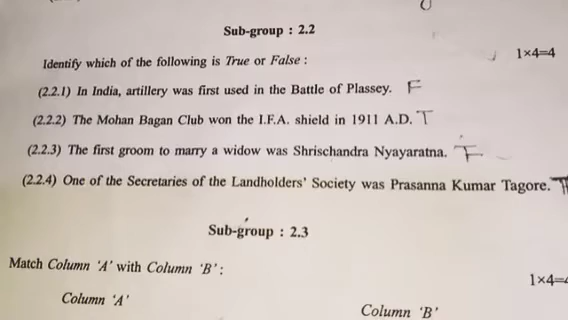 Sub-group : 2.2
1×4=4
Identify which of the following is True or False :
(2.2.1) In India, artillery was first used in the Battle of Plassey. F
(2.2.2) The Mohan Bagan Club won the I.F.A. shield in 1911 A.D. T
(2.2.3) The first groom to marry a widow was Shrischandra Nyayaratna.
(2.2.4) One of the Secretaries of the Landholders' Society was Prasanna Kumar Tagore.
Sub-group : 2.3
Match Column 'A' with Column 'B' :
1×4=
Column 'A'
Column 'B'